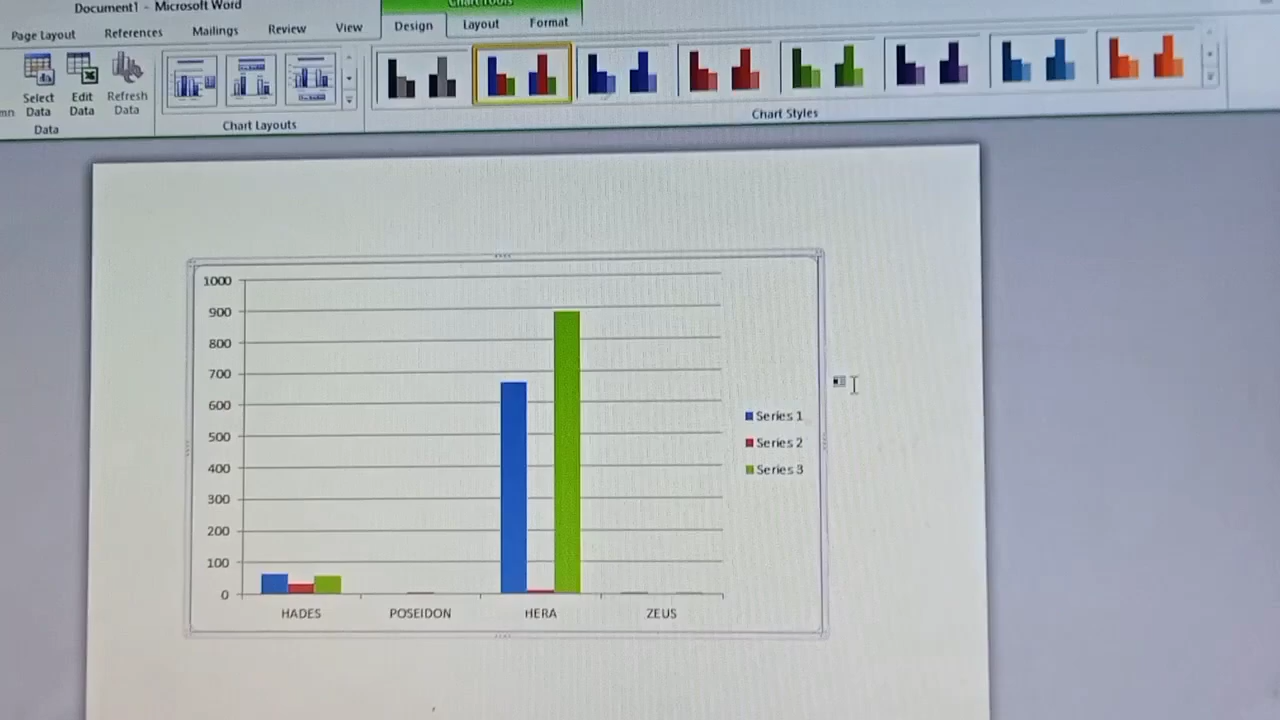 Document1 - Microsoft Word
Chart Tools
Page Layout
References
Mailings
Review
View
Design
Layout
Format
Select Data
Edit Data
Refresh Data
Data
Chart Layouts
Chart Styles
1000
900
800
700
600
500
400
300
200
100
0
HADES
POSEIDON
HERA
ZEUS
Series 1
Series 2
Series 3